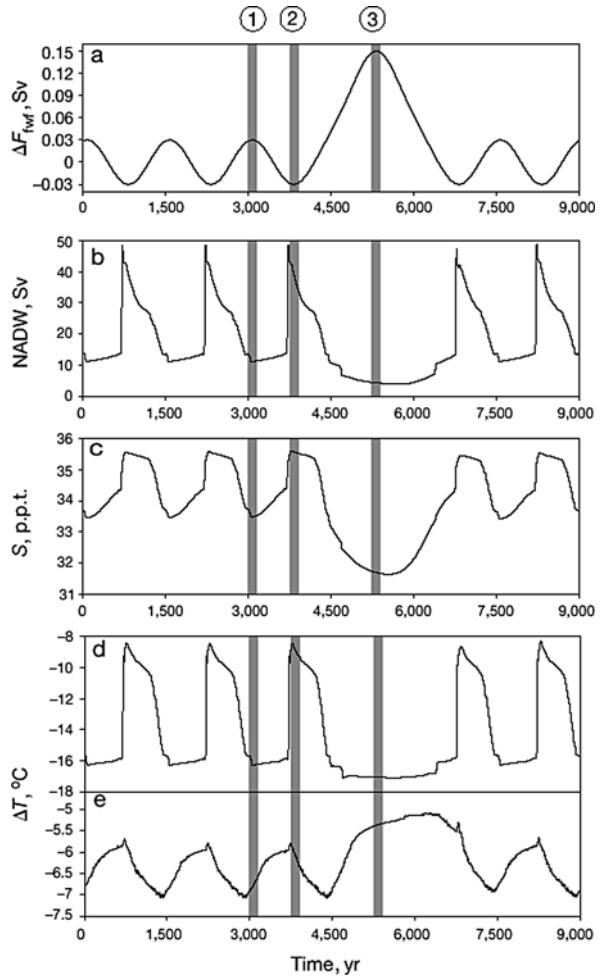 1 2 3
a
ΔF_fwf, Sv
0.15
0.12
0.09
0.06
0.03
0
−0.03
0 1,500 3,000 4,500 6,000 7,500 9,000
b
NADW, Sv
50
40
30
20
10
0
0 1,500 3,000 4,500 6,000 7,500 9,000
c
S, p.p.t.
36
35
34
33
32
31
0 1,500 3,000 4,500 6,000 7,500 9,000
d
ΔT, °C
−8
−10
−12
−14
−16
−18
e
−5
−5.5
−6
−6.5
−7
−7.5
0 1,500 3,000 4,500 6,000 7,500 9,000
Time, yr